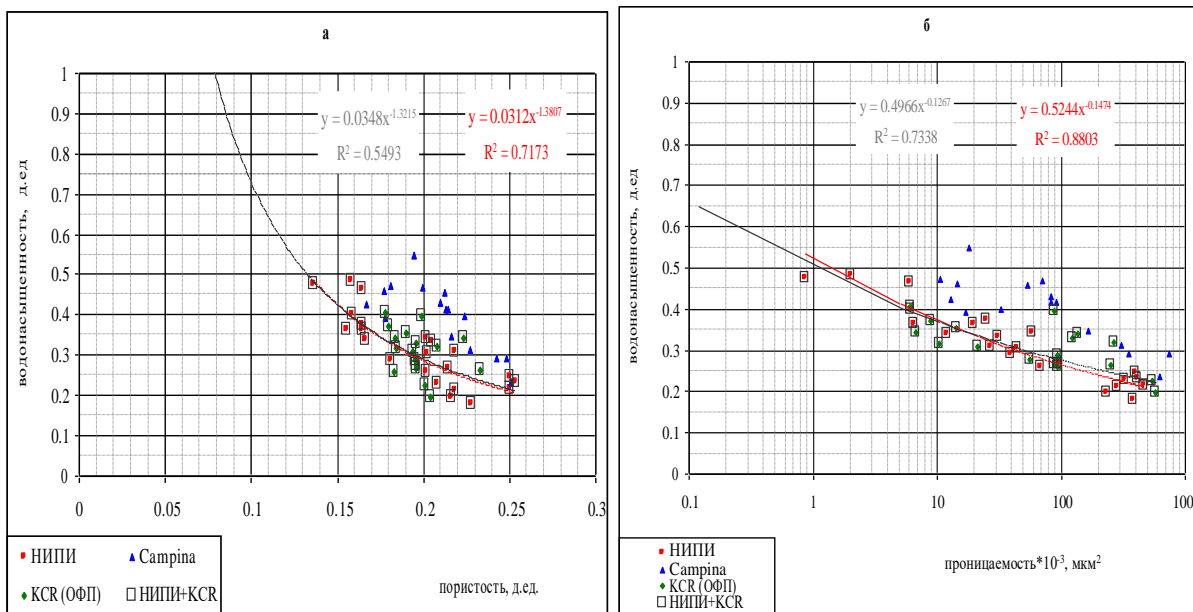 а
y = 0.0348x^-1.3215
R² = 0.5493
y = 0.0312x^-1.3807
R² = 0.7173
водонасыщенность, д.ед
1
0.9
0.8
0.7
0.6
0.5
0.4
0.3
0.2
0.1
0
0 0.05 0.1 0.15 0.2 0.25 0.3
пористость, д.ед.
НИПИ
Campina
KCR (ОФП)
НИПИ+KCR
б
y = 0.4966x^-0.1267
R² = 0.7338
y = 0.5244x^-0.1474
R² = 0.8803
водонасыщенность, д.ед
1
0.9
0.8
0.7
0.6
0.5
0.4
0.3
0.2
0.1
0
0.1 1 10 100 100
проницаемость*10^-3, мкм²
НИПИ
Campina
KCR (ОФП)
НИПИ+KCR